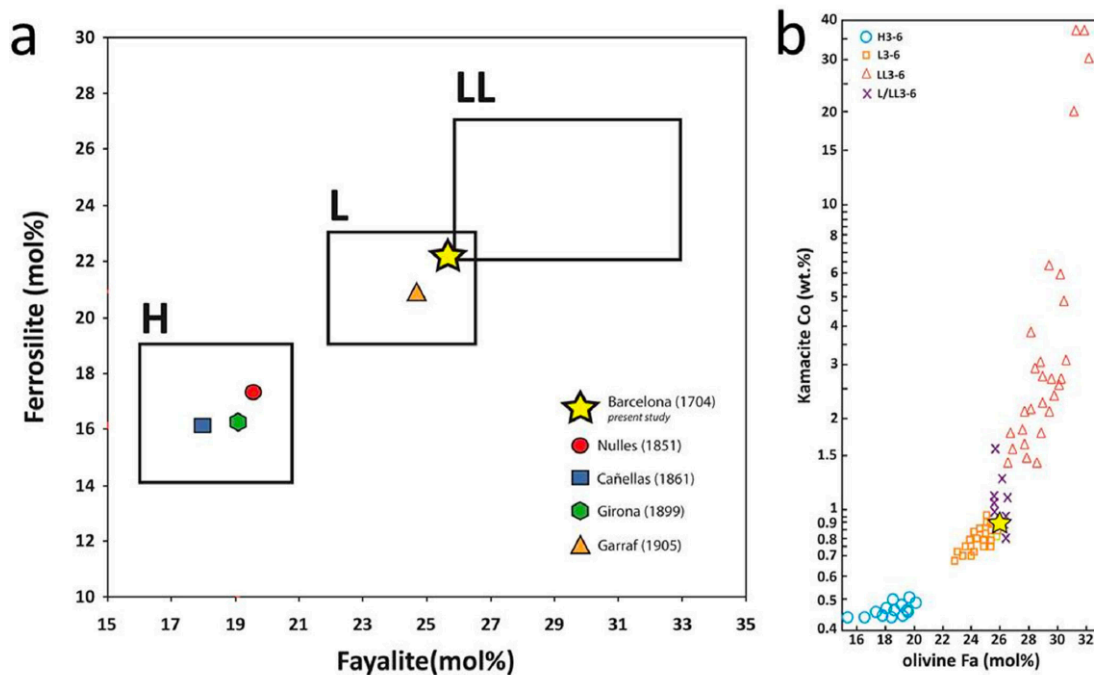 a
30
28
26
24
22
20
18
16
14
12
10
Ferrosilite (mol%)
H
L
LL
Barcelona (1704)
present study
Nulles (1851)
Cañellas (1861)
Girona (1899)
Garraf (1905)
15
17
19
21
23
25
27
29
31
33
35
Fayalite(mol%)
b
H3-6
L3-6
LL3-6
L/LL3-6
40
30
20
15
10
8
7
6
5
4
3
2
1.5
1
0.9
0.8
0.7
0.6
0.5
0.4
Kamacite Co (wt.%)
16 18 20 22 24 26 28 30 32
olivine Fa (mol%)